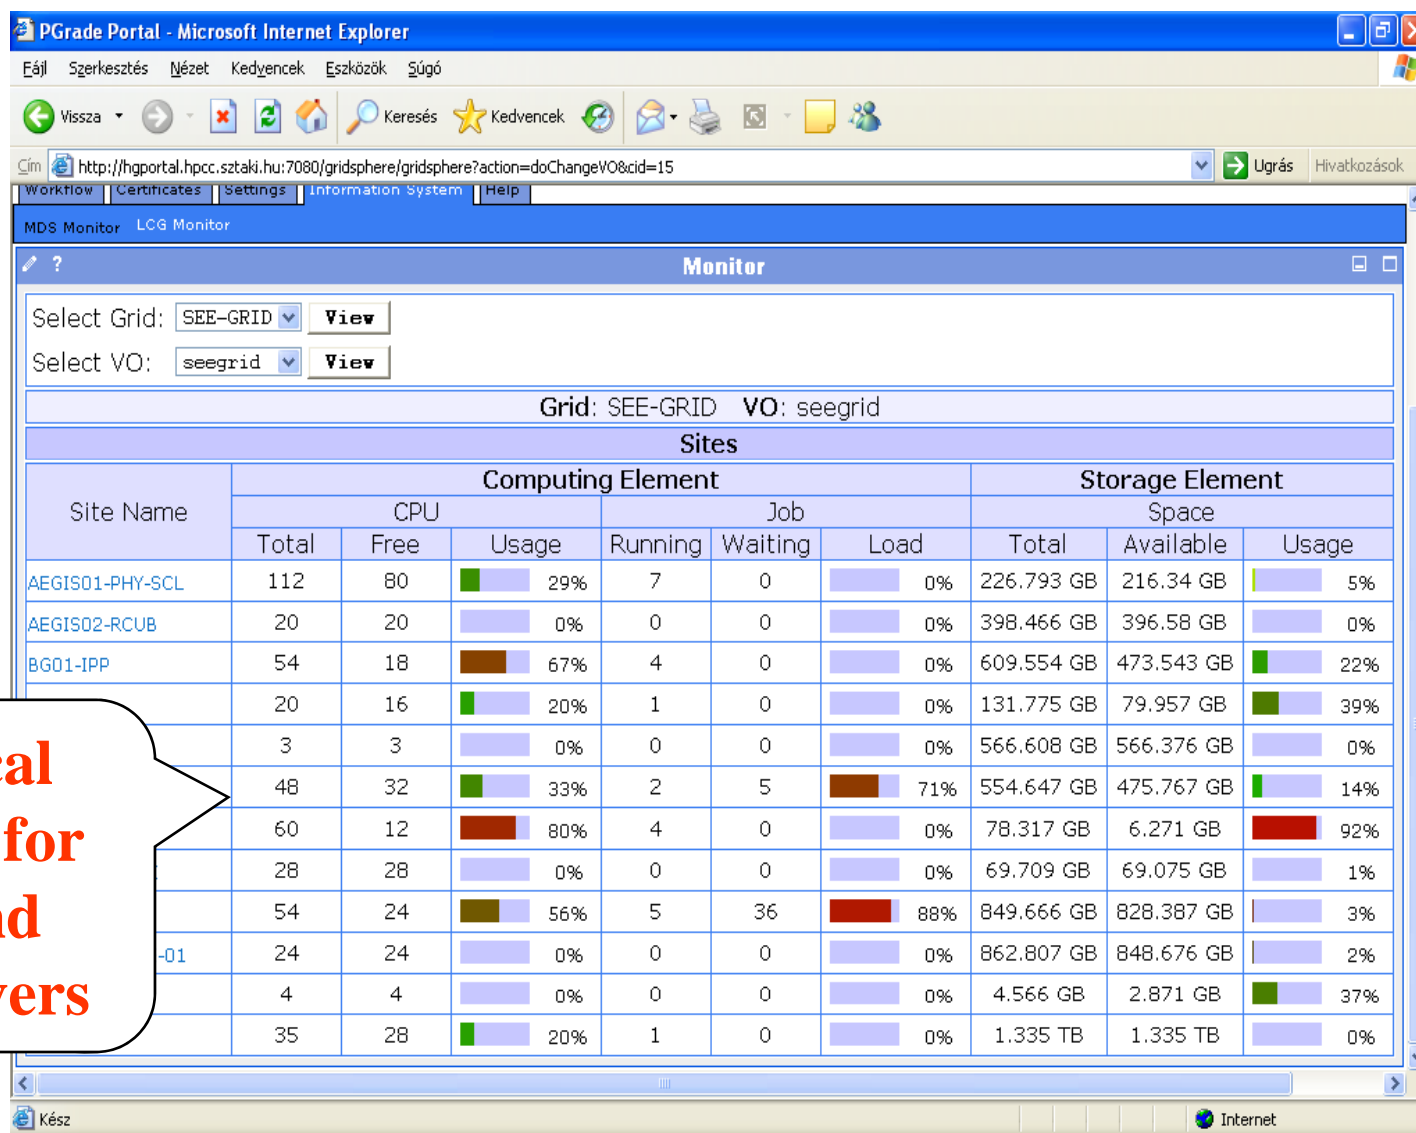 PGrade Portal - Microsoft Internet Explorer
Fájl Szerkesztés Nézet Kedvencek Eszközök Súgó
Vissza Keresés Kedvencek
Cím http://hgportal.hpcc.sztaki.hu:7080/gridsphere/gridsphere?action=doChangeVO&cid=15 Ugrás Hivatkozások
Workflow Certificates Settings Information System Help
MDS Monitor LCG Monitor
? Monitor
Select Grid: SEE-GRID View
Select VO: seegrid View
Grid: SEE-GRID VO: seegrid
Sites
Computing Element Storage Element
Site Name CPU Job Space
Total Free Usage Running Waiting Load Total Available Usage
AEGIS01-PHY-SCL 112 80 29% 7 0 0% 226.793 GB 216.34 GB 5%
AEGIS02-RCUB 20 20 0% 0 0 0% 398.466 GB 396.58 GB 0%
BG01-IPP 54 18 67% 4 0 0% 609.554 GB 473.543 GB 22%
20 16 20% 1 0 0% 131.775 GB 79.957 GB 39%
3 3 0% 0 0 0% 566.608 GB 566.376 GB 0%
48 32 33% 2 5 71% 554.647 GB 475.767 GB 14%
60 12 80% 4 0 0% 78.317 GB 6.271 GB 92%
28 28 0% 0 0 0% 69.709 GB 69.075 GB 1%
54 24 56% 5 36 88% 849.666 GB 828.387 GB 3%
-01 24 24 0% 0 0 0% 862.807 GB 848.676 GB 2%
4 4 0% 0 0 0% 4.566 GB 2.871 GB 37%
35 28 20% 1 0 0% 1.335 TB 1.335 TB 0%
for
Kész Internet